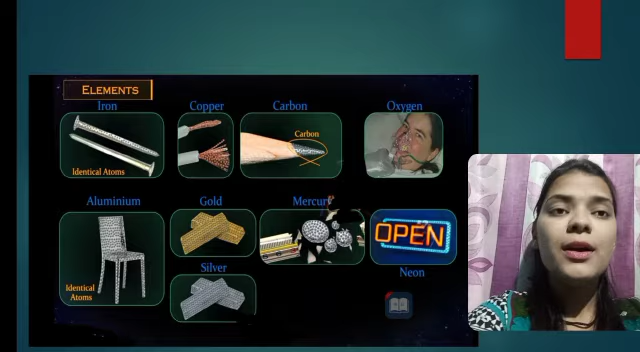 ELEMENTS
Iron
Copper
Carbon
Oxygen
Carbon
Identical Atoms
Aluminium
Gold
Mercury
OPEN
Identical
Atoms
Silver
Neon